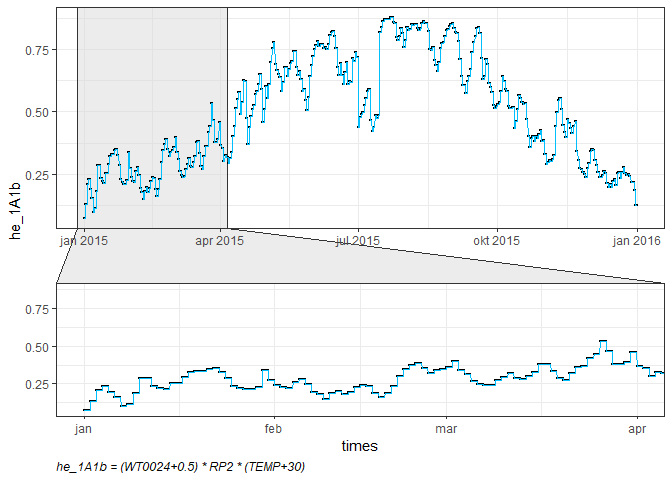 he_1A1b
0.75
0.50
0.25
jan 2015
apr 2015
jul 2015
okt 2015
jan 2016
0.75
0.50
0.25
jan
feb
mar
apr
times
he_1A1b = (WT0024+0.5) * RP2 * (TEMP+30)